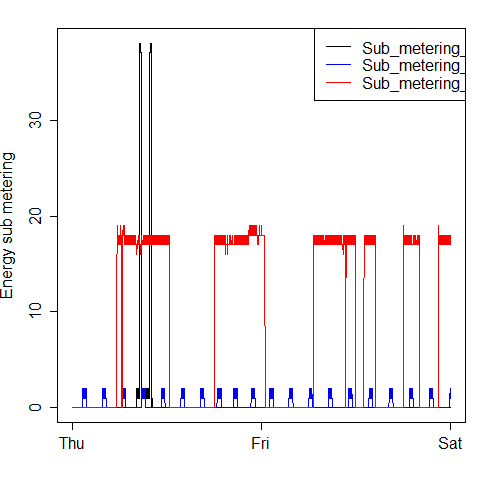 Sub_metering_
Sub_metering_
Sub_metering_
Energy sub metering
30
20
10
0
Thu Fri Sat